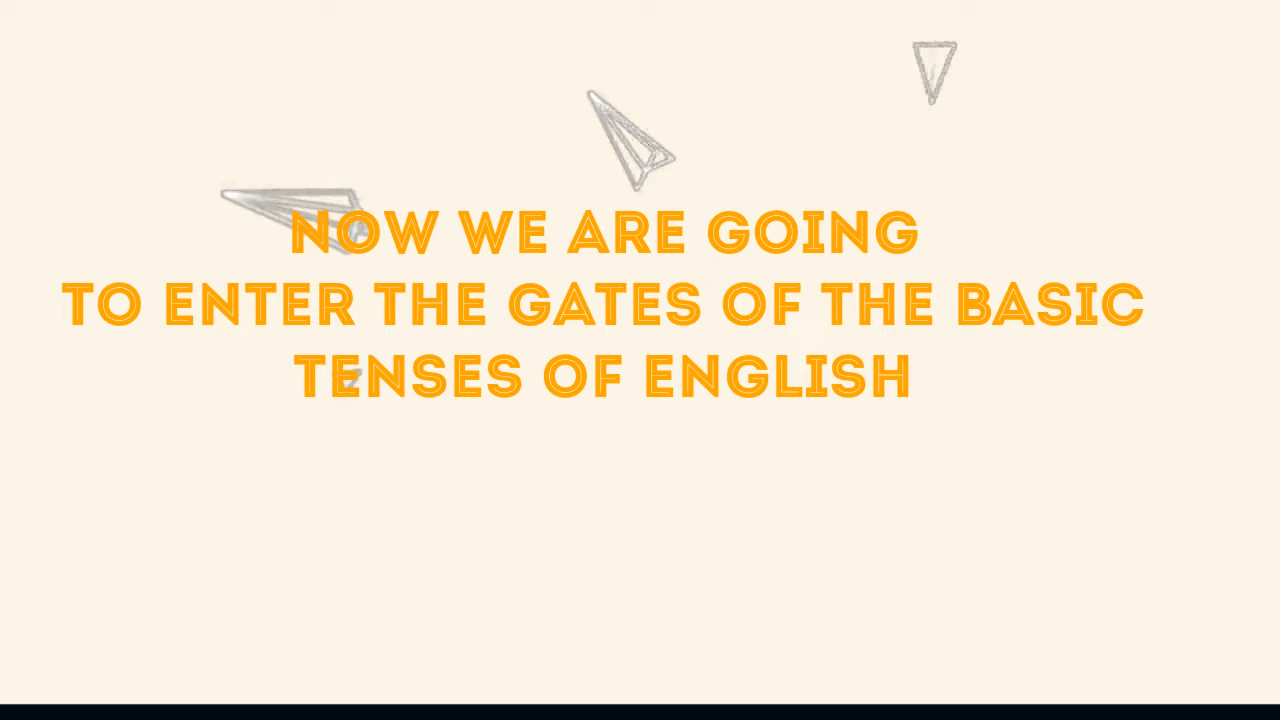 NOW WE ARE GOING
TO ENTER THE GATES OF THE BASIC
TENSES OF ENGLISH